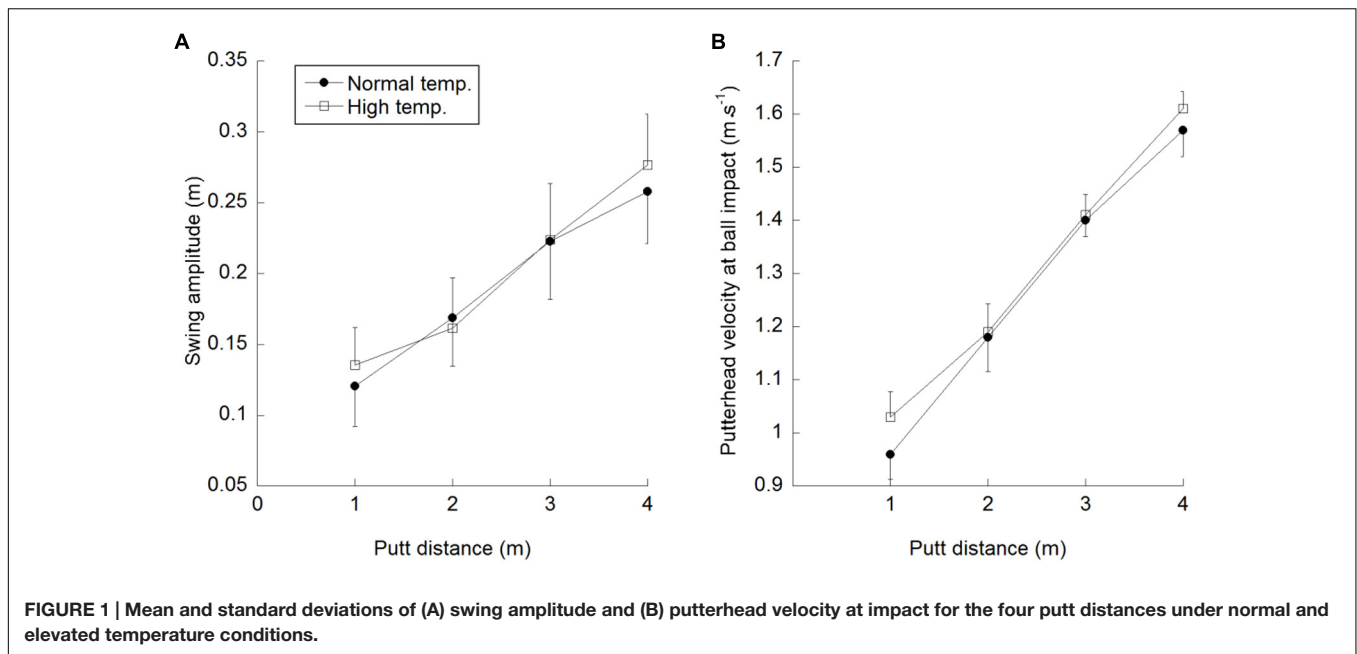 A
0.35
0.3
0.25
0.2
0.15
0.1
0.05
Swing amplitude (m)
Normal temp.
High temp.
0 1 2 3 4
Putt distance (m)
B
1.7
1.6
1.5
1.4
1.3
1.2
1.1
1
0.9
Putterhead velocity at ball impact (m·s⁻¹)
1 2 3 4
Putt distance (m)
FIGURE 1 | Mean and standard deviations of (A) swing amplitude and (B) putterhead velocity at impact for the four putt distances under normal and
elevated temperature conditions.